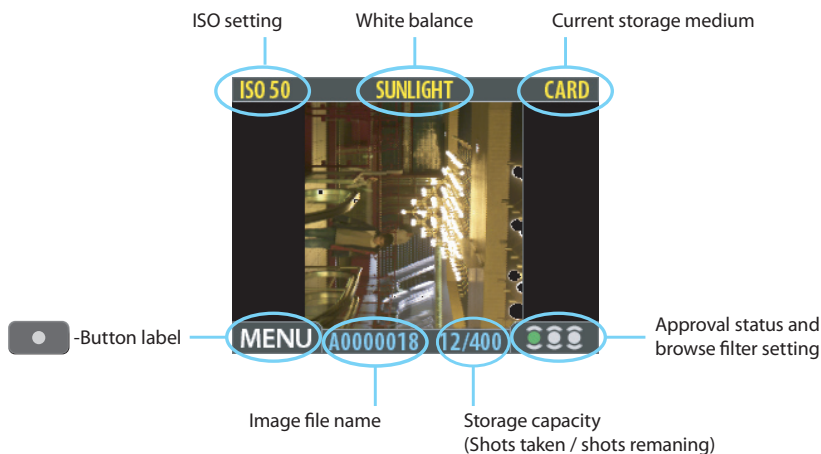 ISO setting
White balance
Current storage medium
ISO 50
SUNLIGHT
CARD
-Button label
MENU
A0000018
12/400
Approval status and
browse filter setting
Image file name
Storage capacity
(Shots taken / shots remaning)